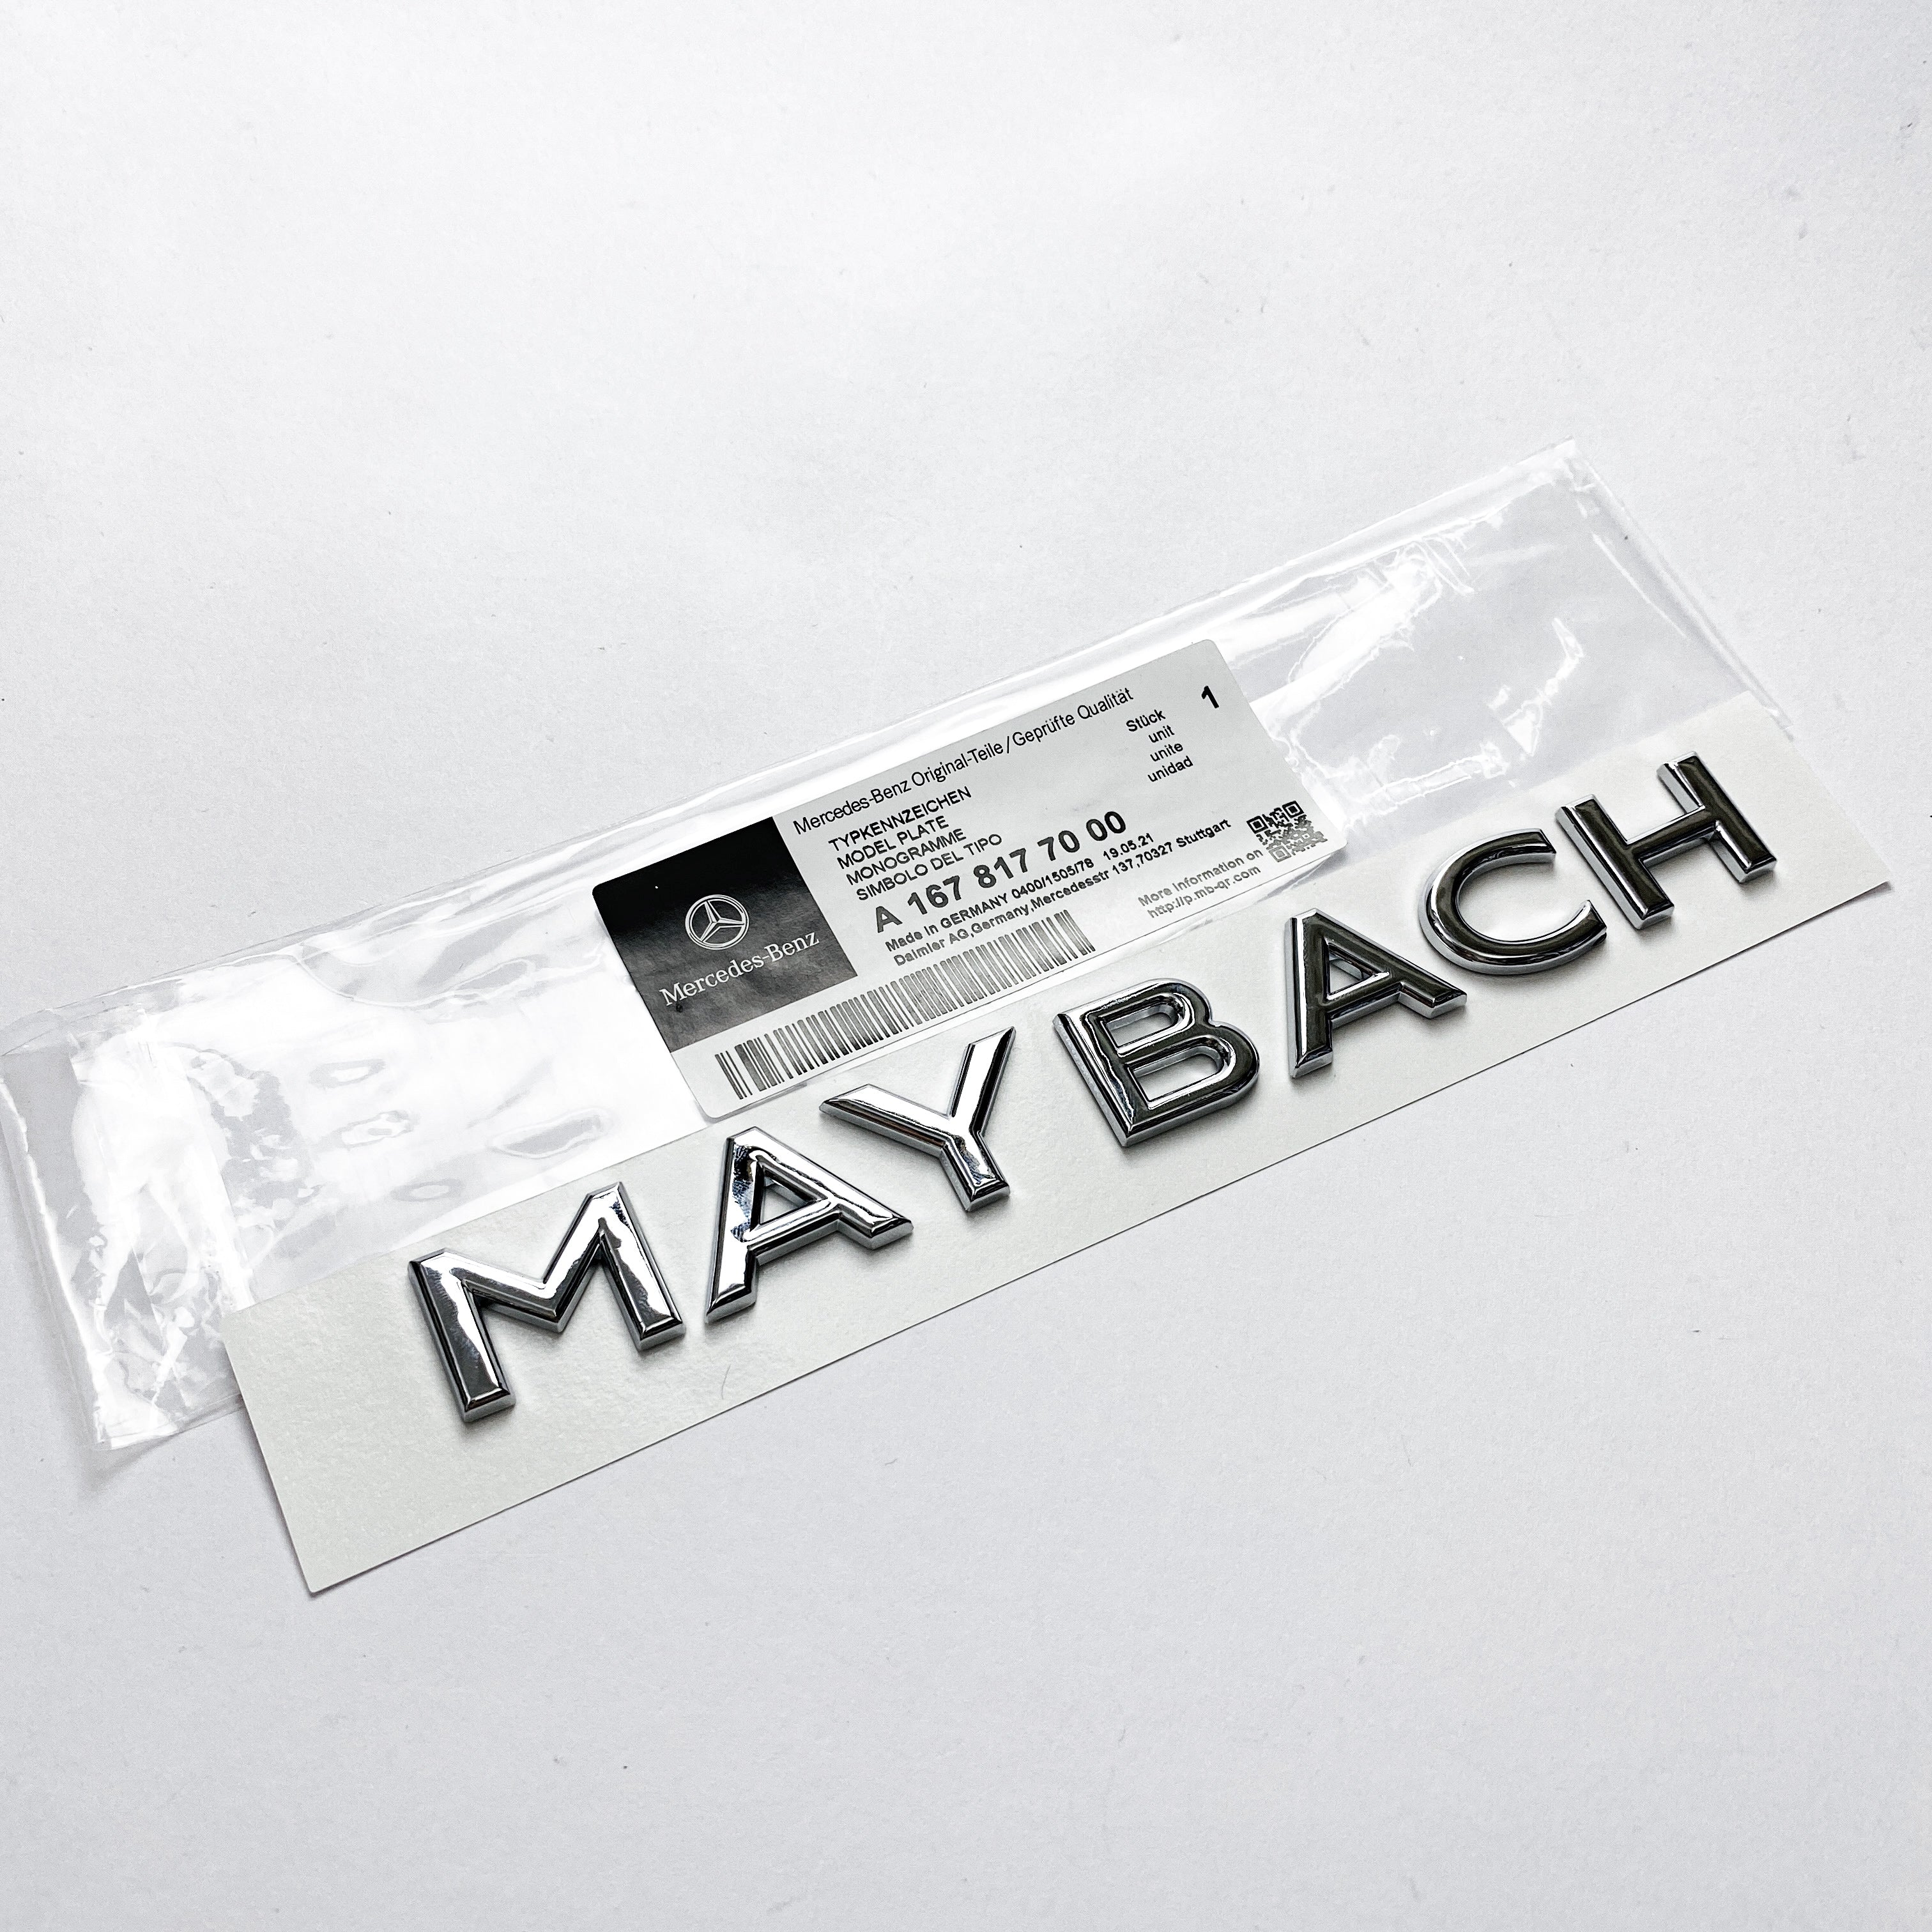 Mercedes-Benz Original-Teile / Geprüfte Qualität
TYPKENNZEICHEN
MODEL PLATE
MONOGRAMME
SIMBOLO DEL TIPO
Stück 1
unit
unite
unidad
A 167 817 70 00
Made in GERMANY 0400/1505/78 19.05.21
Daimler AG,Germany,Mercedesstr 137,70327 Stuttgart
More information on
http://p.mb-qr.com
Mercedes-Benz
MAYBACH